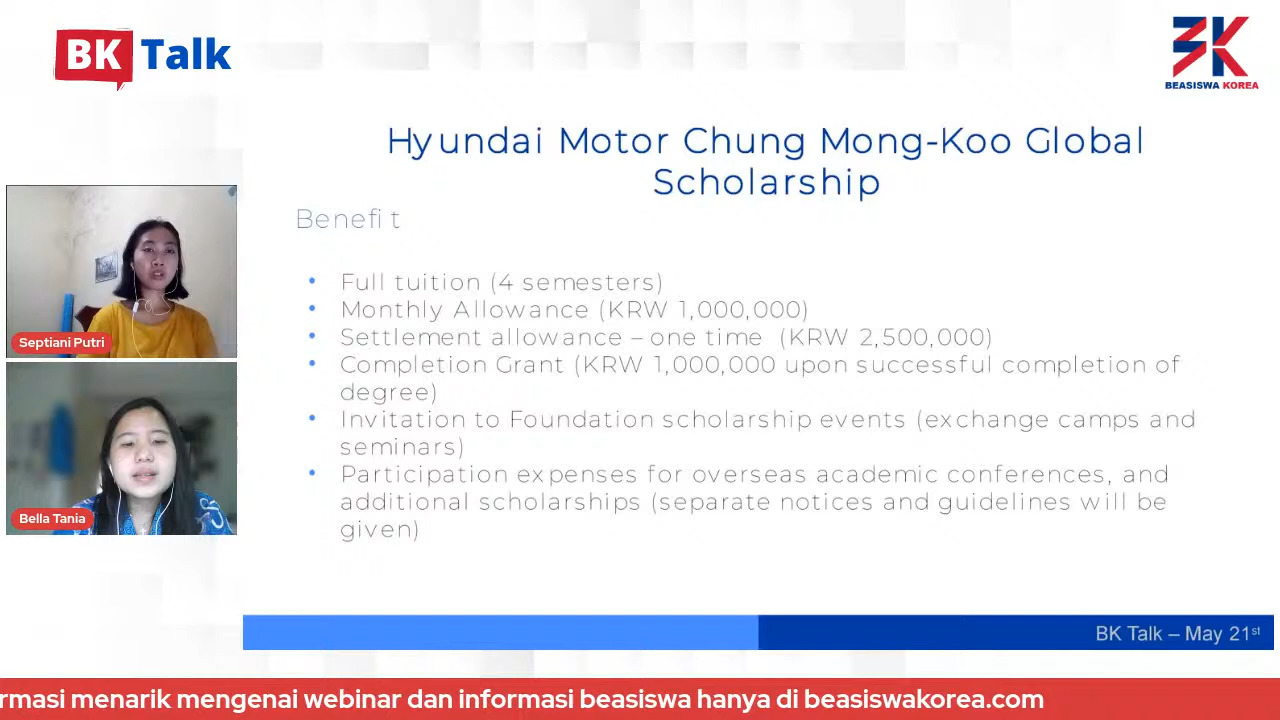 BK Talk
BEASISWA KOREA
Hyundai Motor Chung Mong-Koo Global
Scholarship
Benefit
• Full tuition (4 semesters)
• Monthly Allowance (KRW 1,000,000)
• Settlement allowance – one time (KRW 2,500,000)
• Completion Grant (KRW 1,000,000 upon successful completion of
degree)
• Invitation to Foundation scholarship events (exchange camps and
seminars)
• Participation expenses for overseas academic conferences, and
additional scholarships (separate notices and guidelines will be
given)
Septiani Putri
Bella Tania
BK Talk – May 21st
rmasi menarik mengenai webinar dan informasi beasiswa hanya di beasiswakorea.com